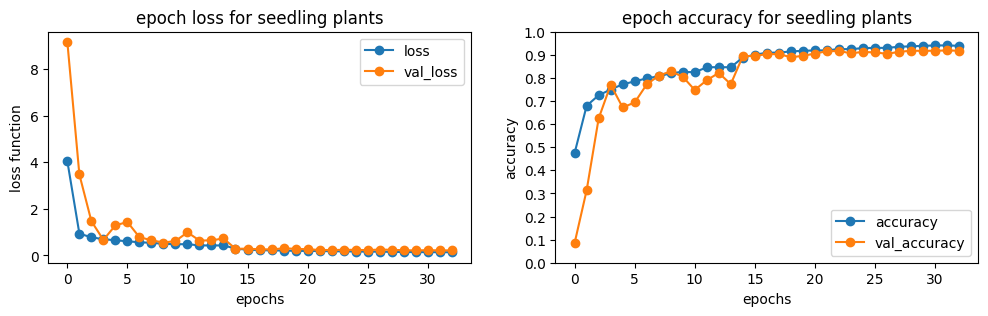 epoch loss for seedling plants
loss function
8
6
4
2
0
loss
val_loss
0 5 10 15 20 25 30
epochs
epoch accuracy for seedling plants
accuracy
1.0
0.9
0.8
0.7
0.6
0.5
0.4
0.3
0.2
0.1
0.0
accuracy
val_accuracy
0 5 10 15 20 25 30
epochs